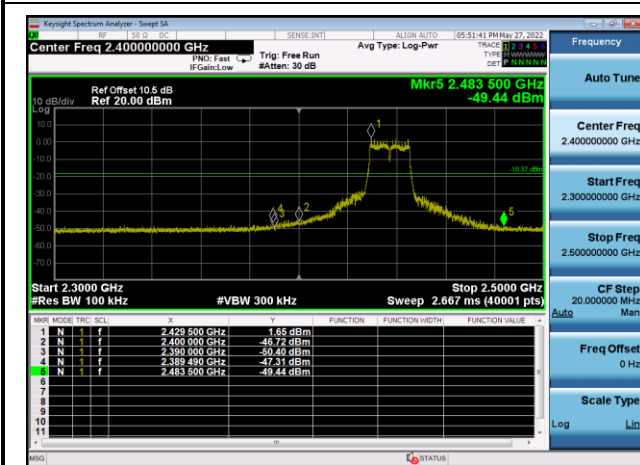 Keysight Spectrum Analyzer - Swept SA
RF 50 Ω DC SENSE:INT ALIGN AUTO 05:51:41 PM May 27, 2022
Center Freq 2.400000000 GHz
PNO: Fast
IFGain:Low
Trig: Free Run
#Atten: 30 dB
Avg Type: Log-Pwr
TRACE 1 2 3 4 5 6
TYPE M WWWWW
DET P N N N N N
Ref Offset 10.5 dB
10 dB/div Ref 20.00 dBm
Log
Mkr5 2.483 500 GHz
-49.44 dBm
10.0
0.00
-10.0
-20.0
-30.0
-40.0
-50.0
-60.0
-70.0
1
-18.37 dBm
4
3
2
5
Start 2.3000 GHz Stop 2.5000 GHz
#Res BW 100 kHz #VBW 300 kHz Sweep 2.667 ms (40001 pts)
MKR MODE TRC SCL X Y FUNCTION FUNCTION WIDTH FUNCTION VALUE
1 N 1 f 2.429 500 GHz 1.65 dBm
2 N 1 f 2.400 000 GHz -46.72 dBm
3 N 1 f 2.390 000 GHz -50.40 dBm
4 N 1 f 2.389 490 GHz -47.31 dBm
5 N 1 f 2.483 500 GHz -49.44 dBm
6
7
8
9
10
11
MSG STATUS
Frequency
Auto Tune
Center Freq
2.400000000 GHz
Start Freq
2.300000000 GHz
Stop Freq
2.500000000 GHz
CF Step
20.000000 MHz
Auto Man
Freq Offset
0 Hz
Scale Type
Log Lin